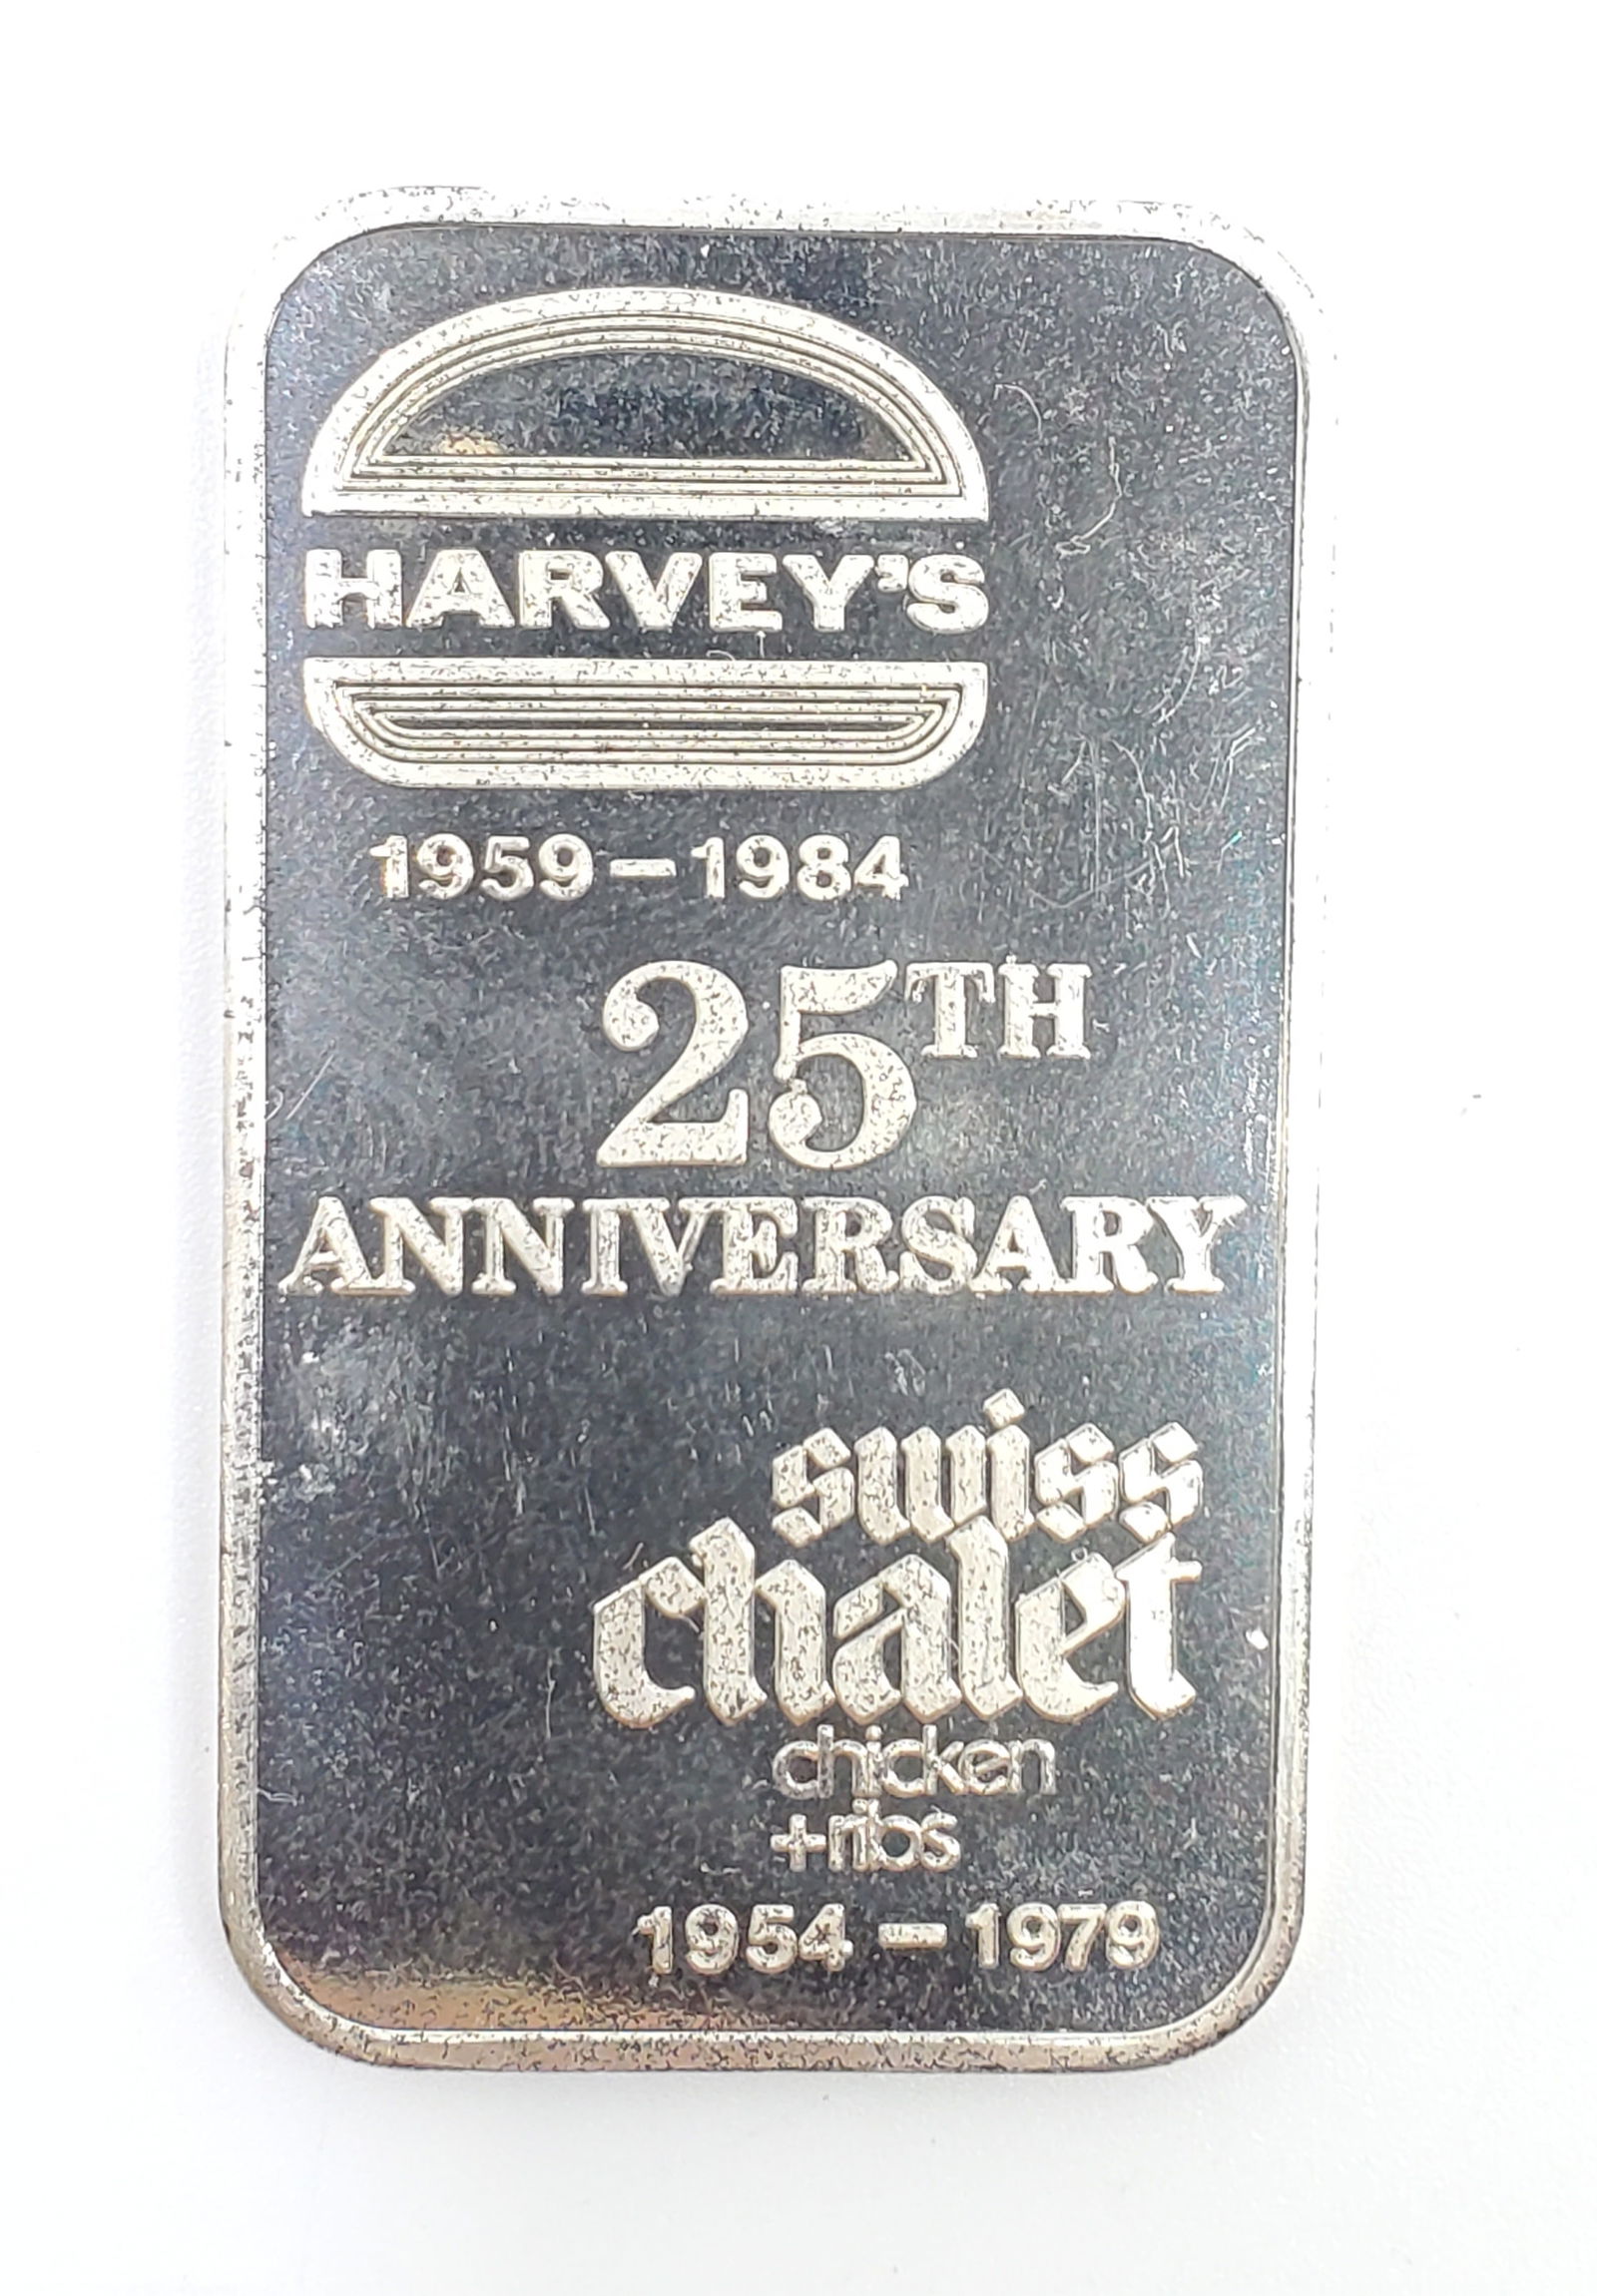 HARVEY'S
1959-1984
25TH
ANNIVERSARY
swiss
chalet
chicken
+ribs
1954-1979